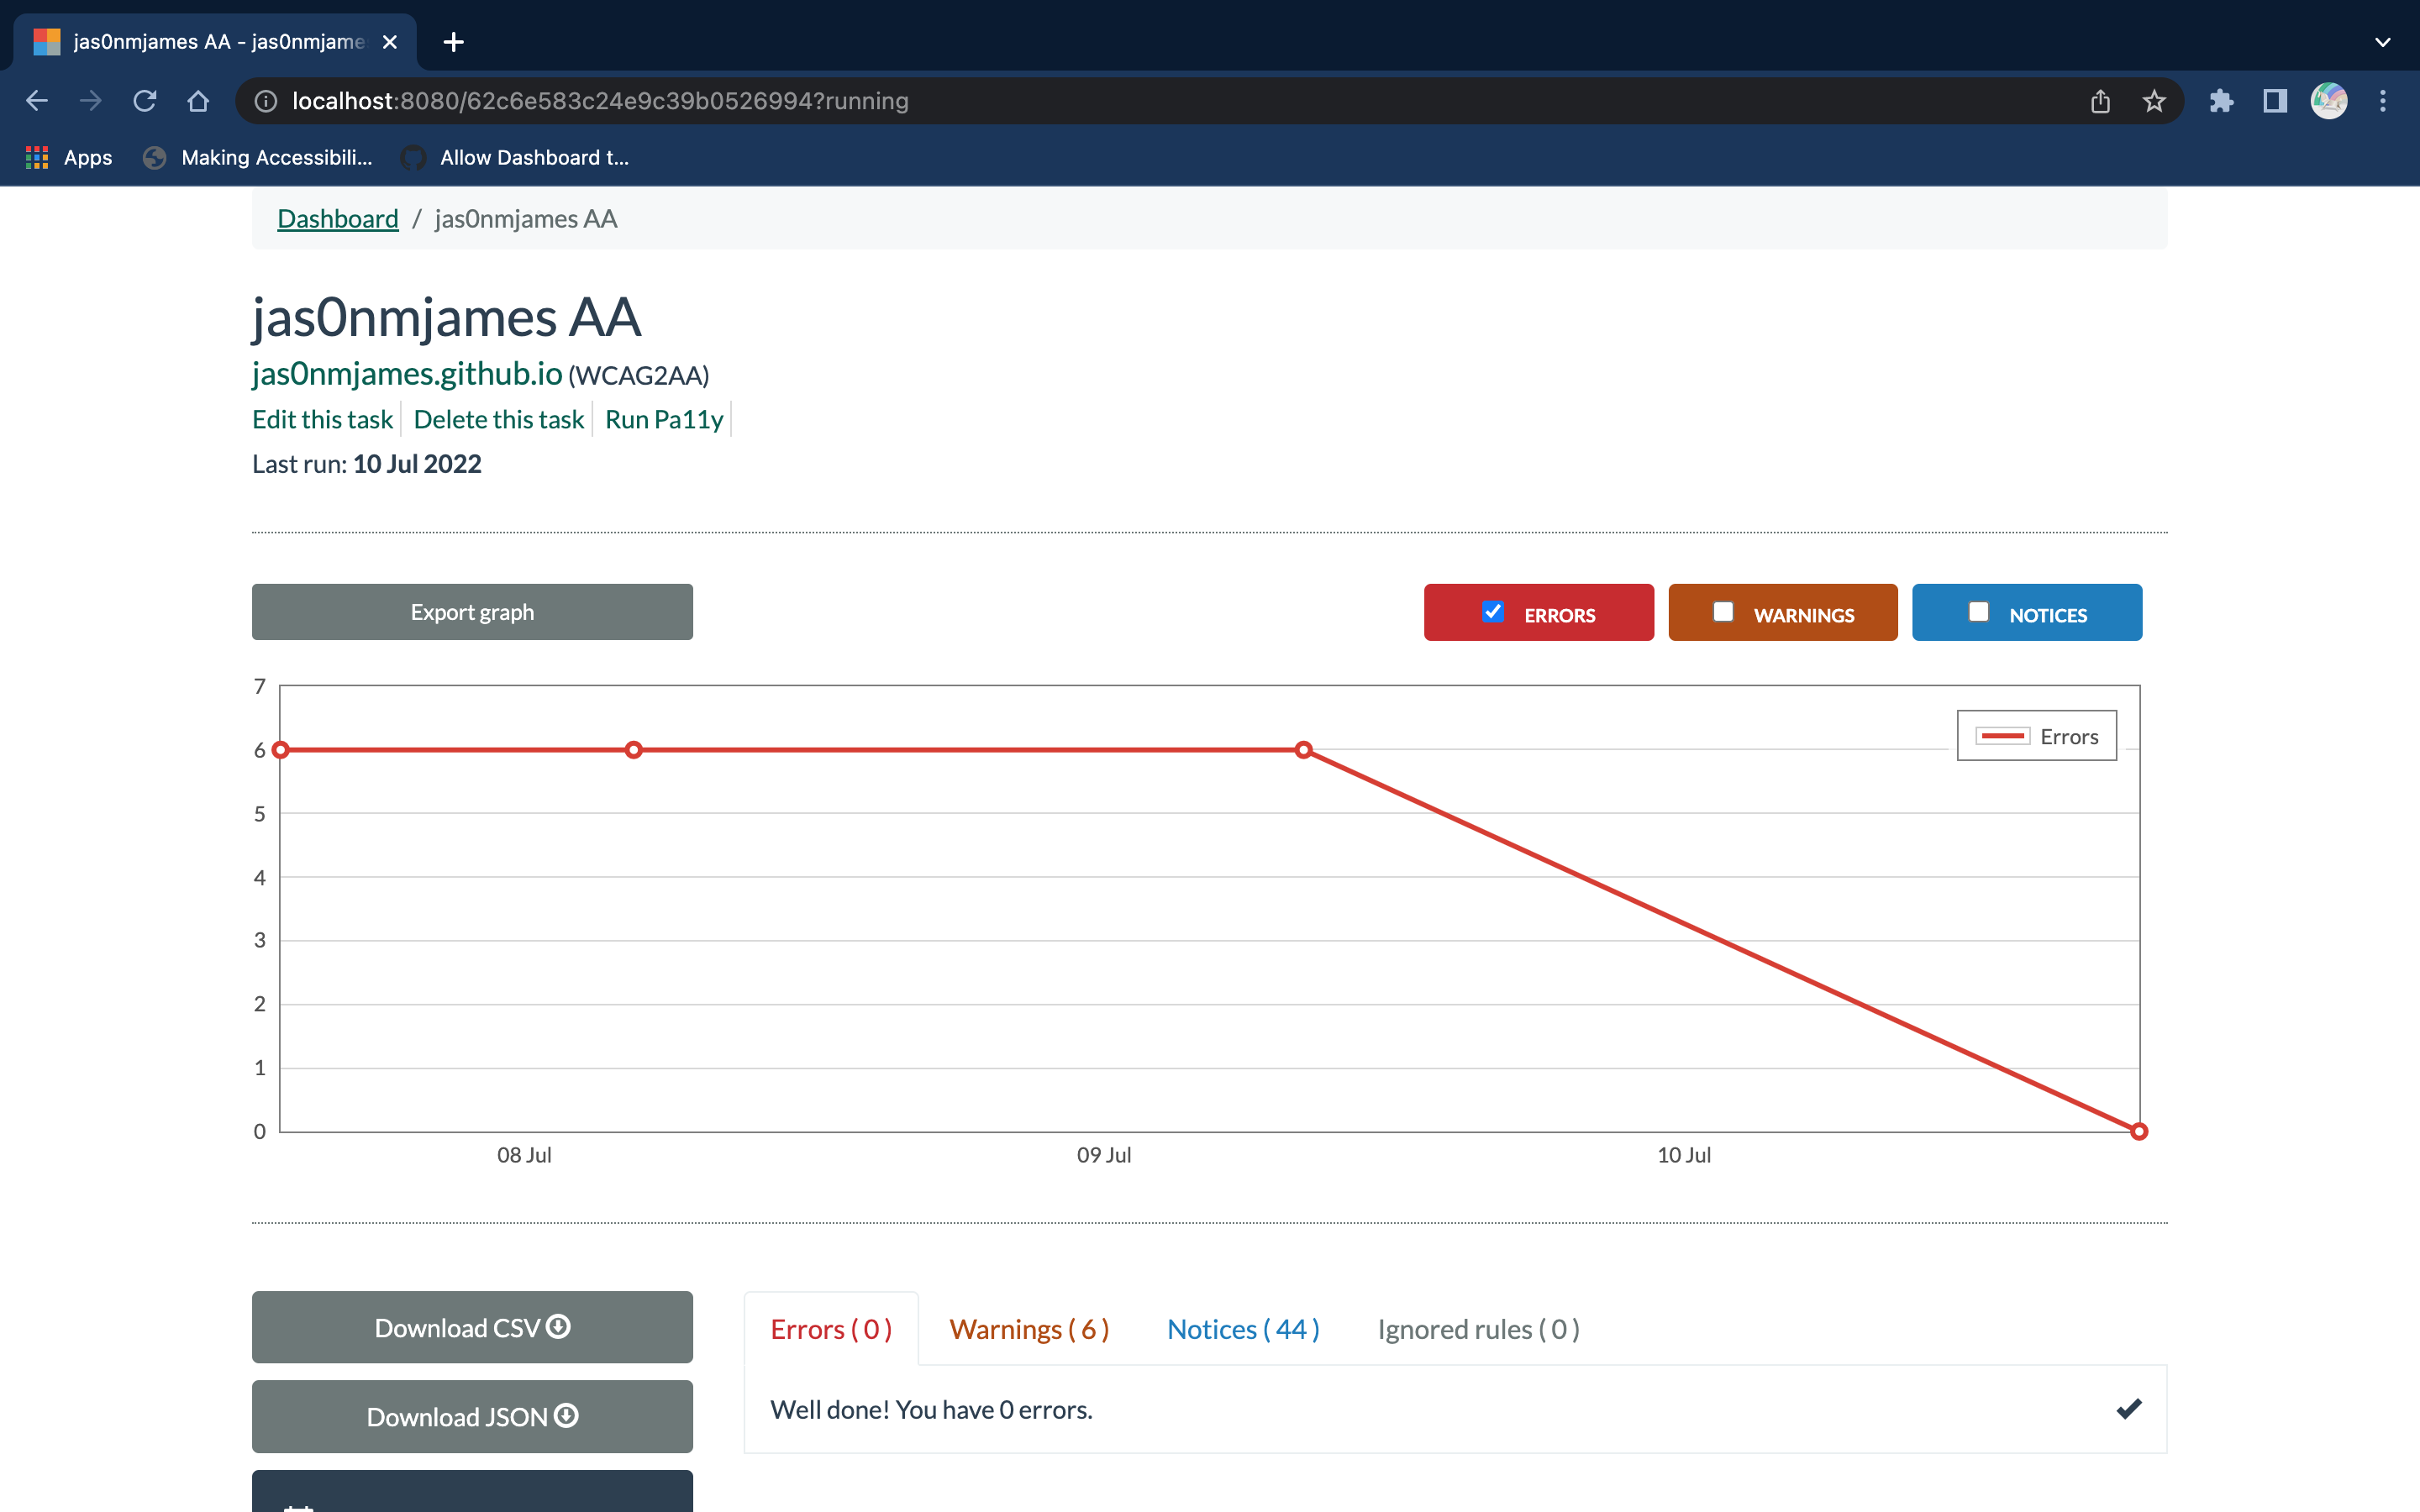 jas0nmjames AA - jas0nmjame
localhost:8080/62c6e583c24e9c39b0526994?running
Apps
Making Accessibili...
Allow Dashboard t...
Dashboard / jas0nmjames AA
jas0nmjames AA
jas0nmjames.github.io (WCAG2AA)
Edit this task
Delete this task
Run Pa11y
Last run: 10 Jul 2022
Export graph
ERRORS
WARNINGS
NOTICES
7
6
5
4
3
2
1
0
Errors
08 Jul
09 Jul
10 Jul
Download CSV
Download JSON
Errors ( 0 )
Warnings ( 6 )
Notices ( 44 )
Ignored rules ( 0 )
Well done! You have 0 errors.